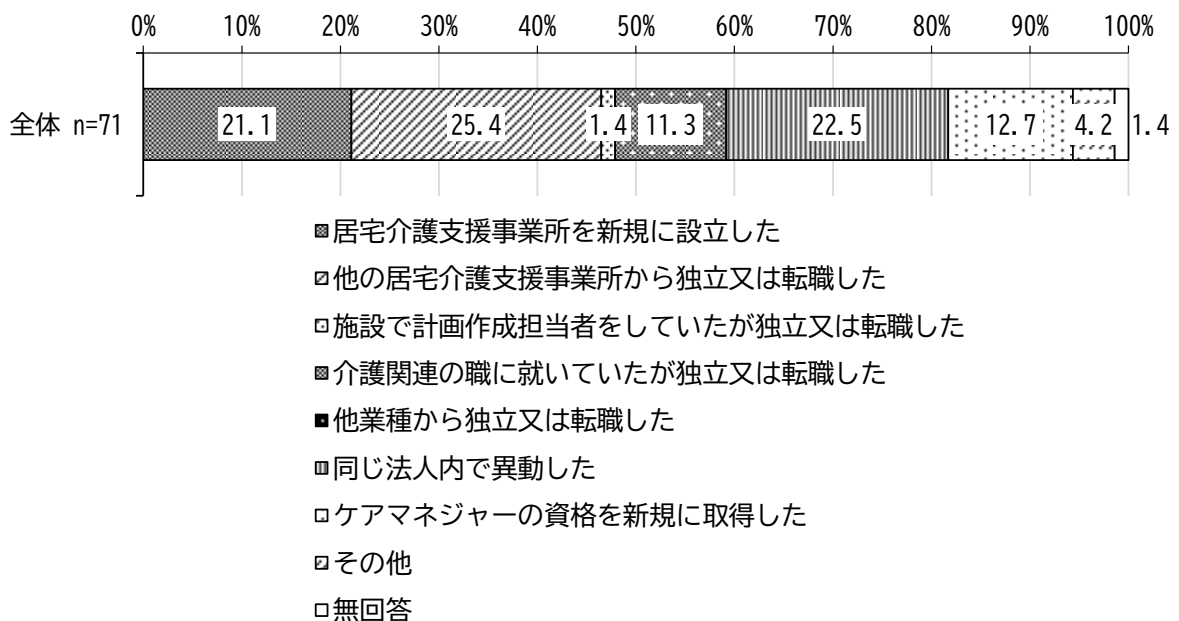 0% 10% 20% 30% 40% 50% 60% 70% 80% 90% 100%
全体 n=71 21.1 25.4 1.4 11.3 22.5 12.7 4.2 1.4
居宅介護支援事業所を新規に設立した
他の居宅介護支援事業所から独立又は転職した
施設で計画作成担当者をしていたが独立又は転職した
介護関連の職に就いていたが独立又は転職した
他業種から独立又は転職した
同じ法人内で異動した
ケアマネジャーの資格を新規に取得した
その他
無回答